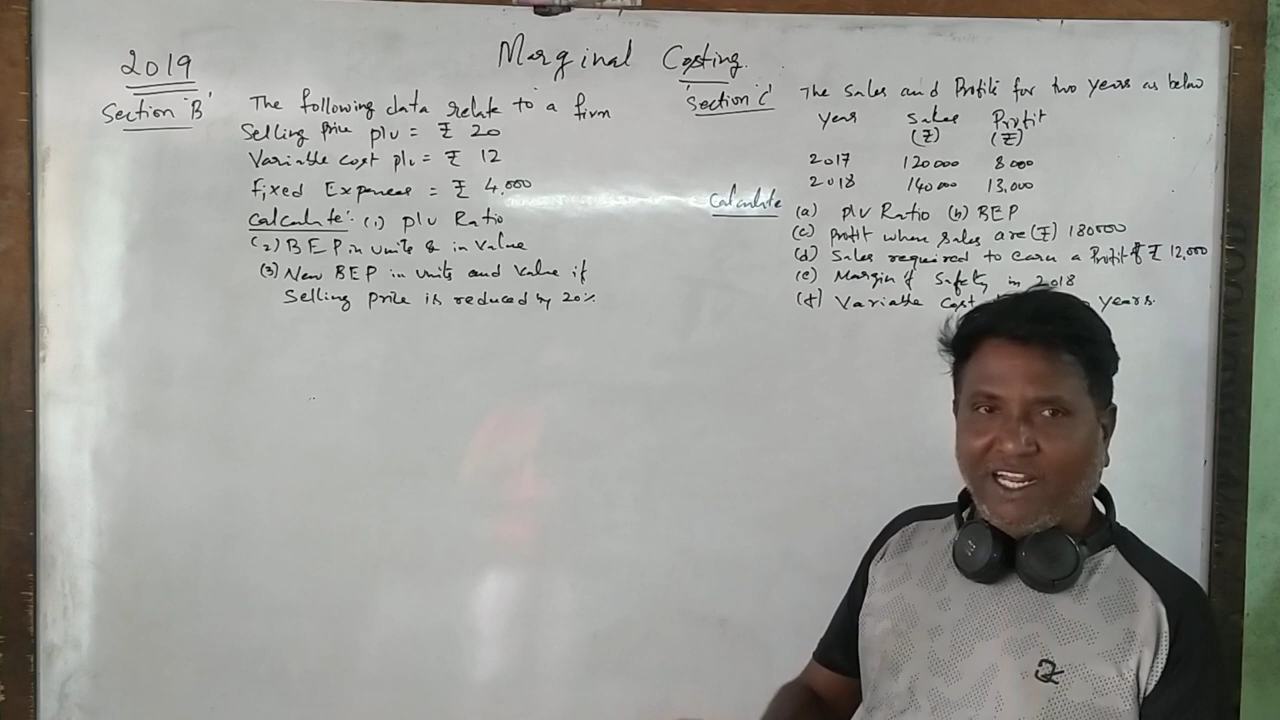 Marginal Costing.
2019
Section 'B'
The following data relate to a firm
Selling Price p/u = ₹ 20
Variable cost p/u = ₹ 12
Fixed Expenses = ₹ 4,000
Calculate: (1) P/V Ratio
(2) BEP in units & in value
(3) New BEP in units and value if
Selling price is reduced by 20%
'Section C'
The Sales and Profit for two years as below
Year Sales Profit
(₹) (₹)
2017 120000 8000
2018 140000 13,000
Calculate
(a) P/V Ratio (b) BEP
(c) Profit when sales are (₹) 180000
(d) Sales required to earn a Profit of ₹ 12,000
(e) Margin of Safety in 2018
(f) Variable Cost years.